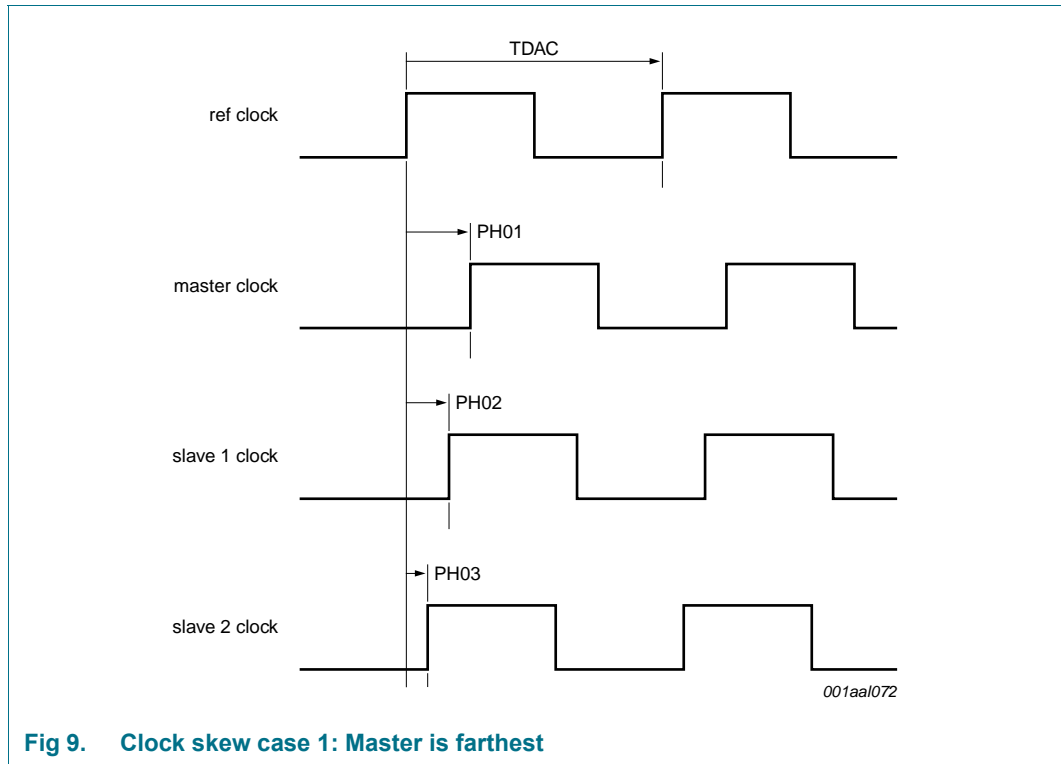 TDAC
ref clock
PH01
master clock
PH02
slave 1 clock
PH03
slave 2 clock
001aal072
Fig 9. Clock skew case 1: Master is farthest